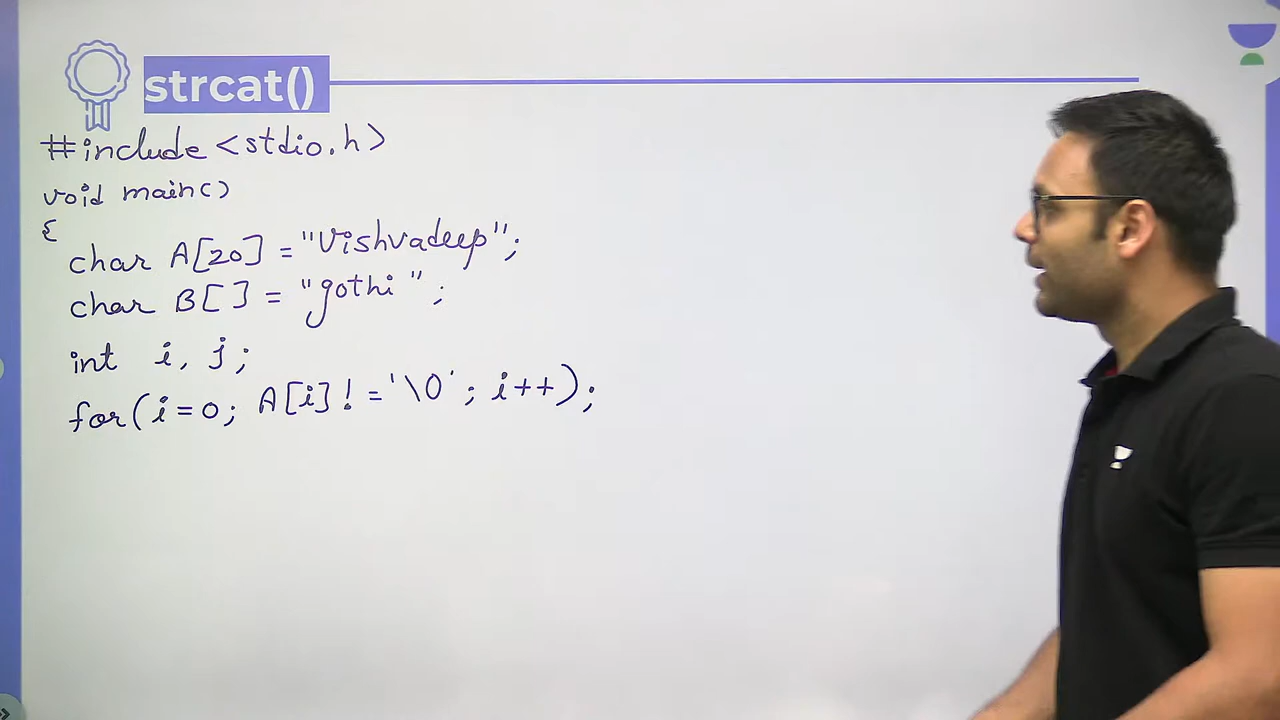 strcat()
#include <stdio.h>
void main()
{
char A[20] = "Vishvadeep";
char B[] = "gothi";
int i, j;
for(i=0; A[i]!='\0'; i++);